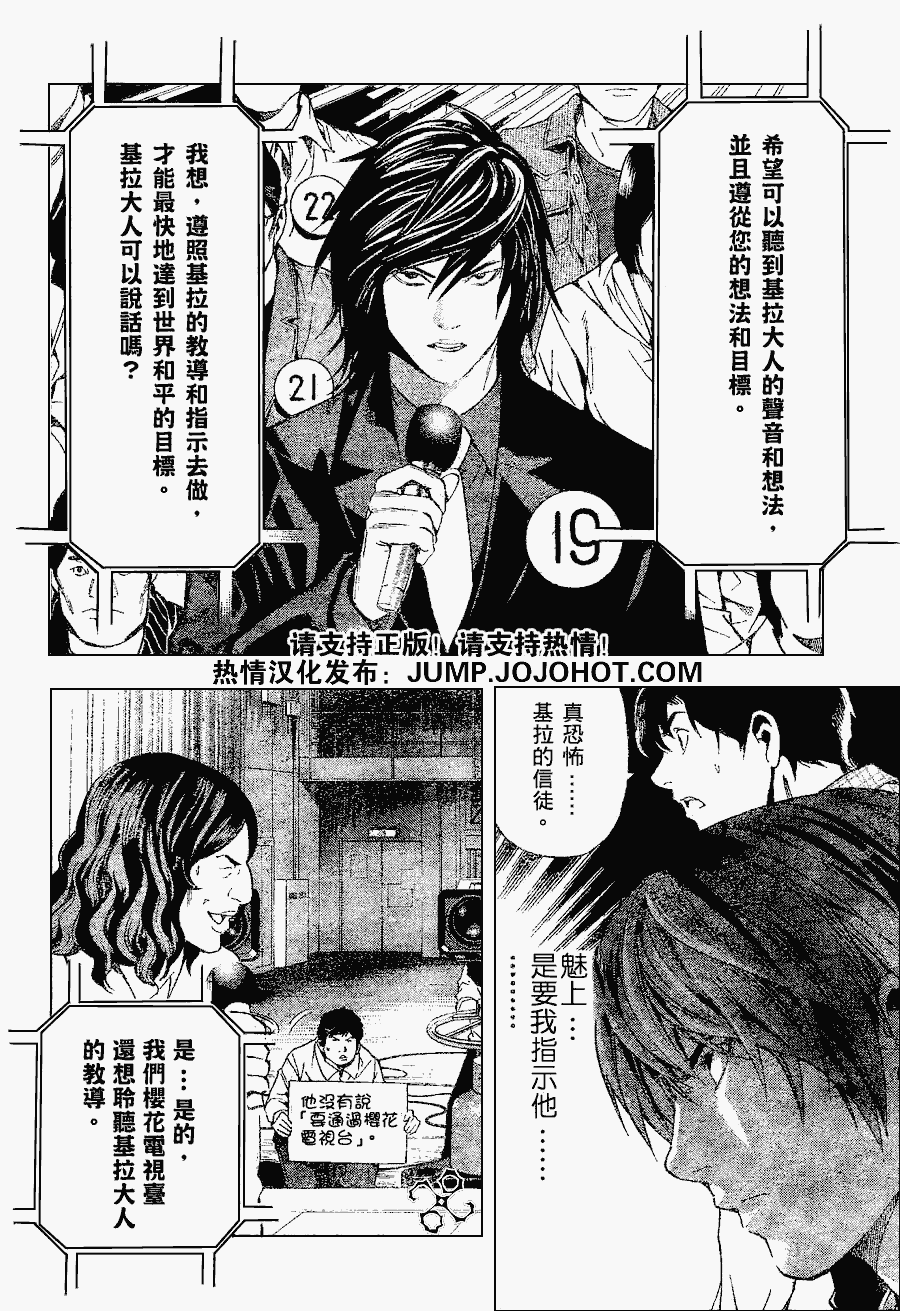 希望可以聽到基拉大人的聲音和想法，
並且遵從您的想法和目標。
我想，遵照基拉的教導和指示去做，
才能最快地達到世界和平的目標。
基拉大人可以說話嗎？
22
21
19
请支持正版！请支持热情！
热情汉化发布：JUMP.JOJOHOT.COM
真恐怖……
基拉的信徒。
魅上…
是要我指示他……
………。
他沒有說
「要通過櫻花
電視台」。
是…是的，
我們櫻花電視臺
還想聆聽基拉大人
的教導。